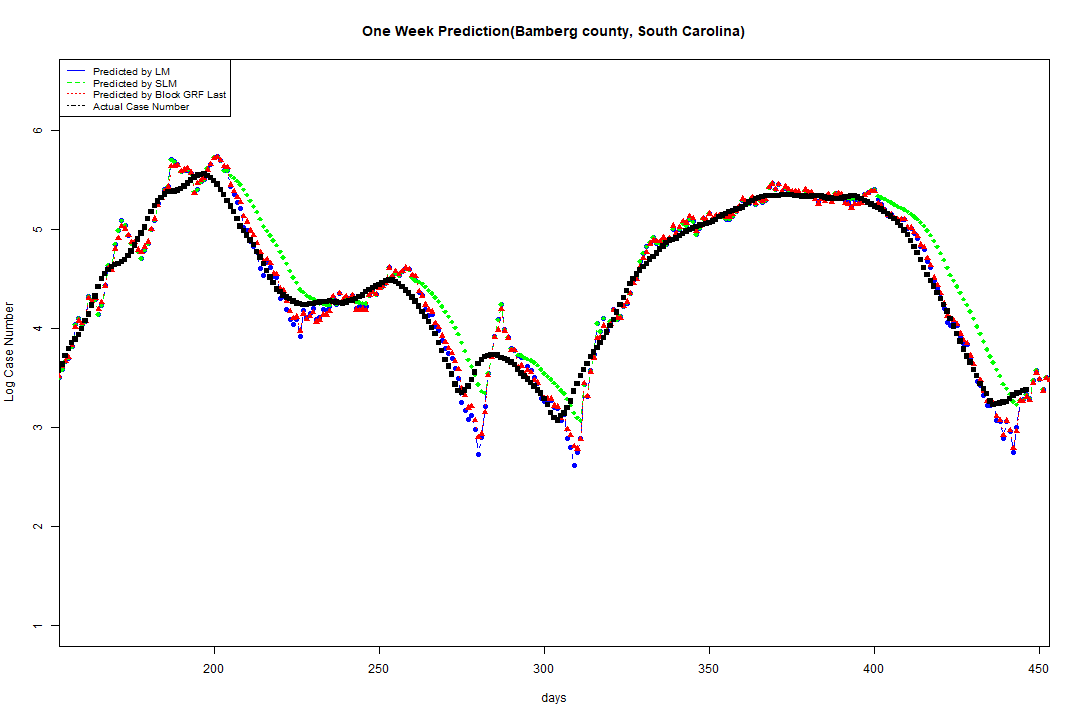 One Week Prediction(Bamberg county, South Carolina)
Predicted by LM
Predicted by SLM
Predicted by Block GRF Last
Actual Case Number
6
5
4
3
2
1
Log Case Number
200
250
300
350
400
450
days